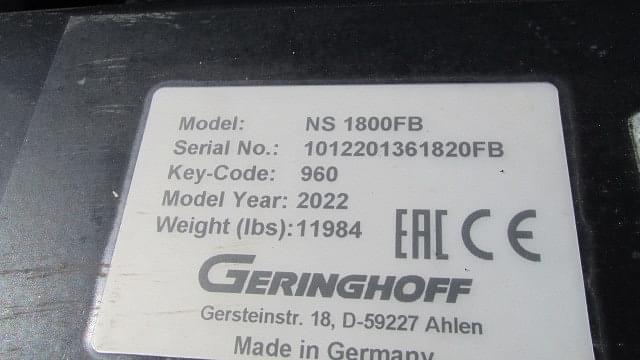 Model: NS 1800FB
Serial No.: 1012201361820FB
Key-Code: 960
Model Year: 2022
Weight (lbs): 11984
EAC CE
GERINGHOFF
Gersteinstr. 18, D-59227 Ahlen
Made in Germany